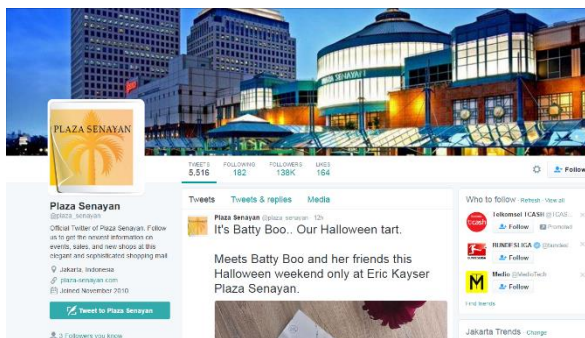 PLAZA SENAYAN
PLAZA SENAYAN
TWEETS FOLLOWING FOLLOWERS LIKES
5.516 182 138K 164
Follow
Plaza Senayan
@plaza_senayan
Official Twitter of Plaza Senayan. Follow
us to get the newest information on
events, sales, and new shops at this
elegant and sophisticated shopping mall
Jakarta, Indonesia
plaza-senayan.com
Joined November 2010
Tweet to Plaza Senayan
3 Followers you know
Tweets Tweets & replies Media
Plaza Senayan @plaza_senayan 12h
It's Batty Boo.. Our Halloween tart.
Meets Batty Boo and her friends this
Halloween weekend only at Eric Kayser
Plaza Senayan.
Who to follow Refresh View all
Telkomsel TCASH @TCAS...
tcash
Follow Promoted
BUNDESLIGA
Follow
Medio @MedioTech
Follow
Find friends
Jakarta Trends Change